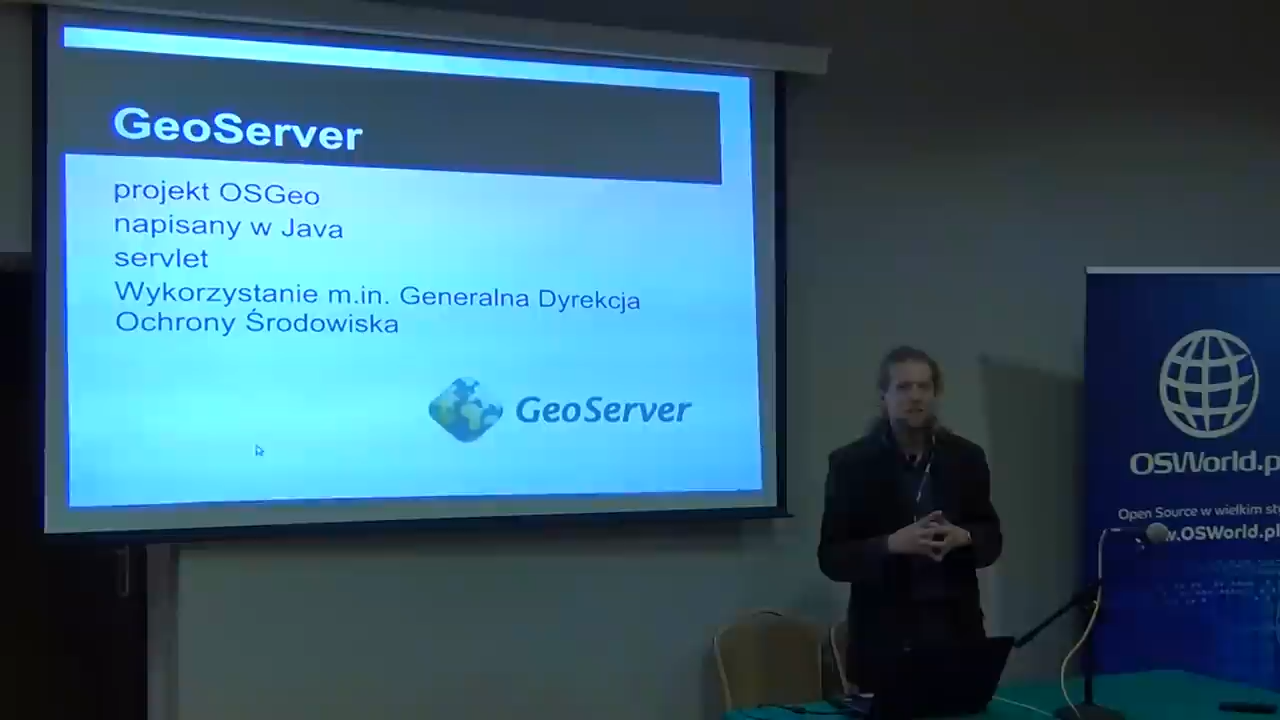 GeoServer
projekt OSGeo
napisany w Java
servlet
Wykorzystanie m.in. Generalna Dyrekcja
Ochrony Środowiska
GeoServer
OSWorld.p
Open Source w wielkim sty
w.OSWorld.pl